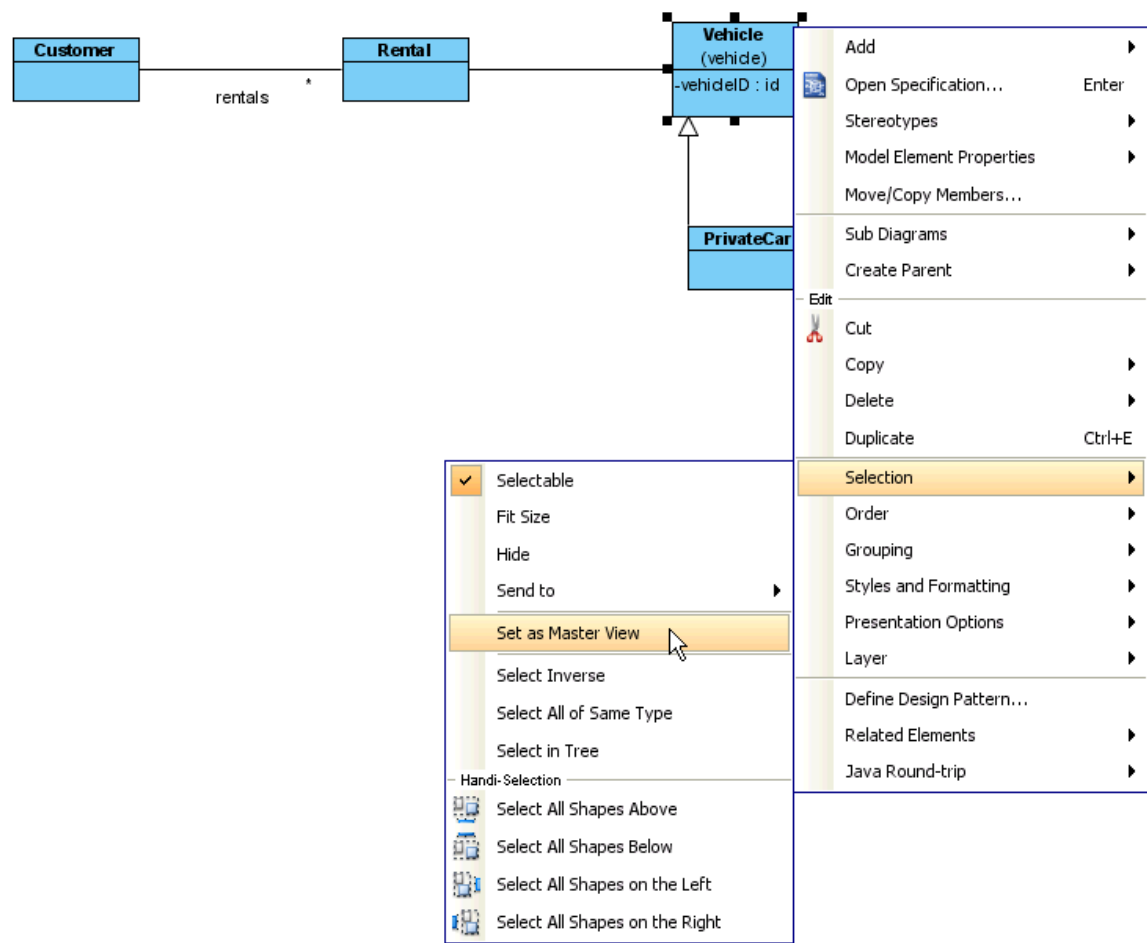 Customer
rentals
*
Rental
Vehicle
(vehicle)
-vehicleID : id
PrivateCar
Add
Open Specification... Enter
Stereotypes
Model Element Properties
Move/Copy Members...
Sub Diagrams
Create Parent
Edit
Cut
Copy
Delete
Duplicate Ctrl+E
Selection
Order
Grouping
Styles and Formatting
Presentation Options
Layer
Define Design Pattern...
Related Elements
Java Round-trip
Selectable
Fit Size
Hide
Send to
Set as Master View
Select Inverse
Select All of Same Type
Select in Tree
Handi-Selection
Select All Shapes Above
Select All Shapes Below
Select All Shapes on the Left
Select All Shapes on the Right